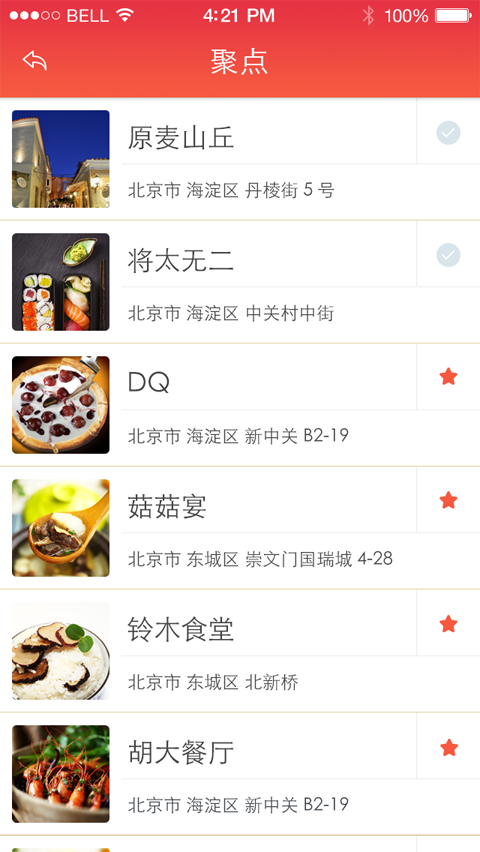 BELL 4:21 PM 100%
聚点
原麦山丘
北京市 海淀区 丹棱街 5 号
将太无二
北京市 海淀区 中关村中街
DQ
北京市 海淀区 新中关 B2-19
菇菇宴
北京市 东城区 崇文门国瑞城 4-28
铃木食堂
北京市 东城区 北新桥
胡大餐厅
北京市 海淀区 新中关 B2-19